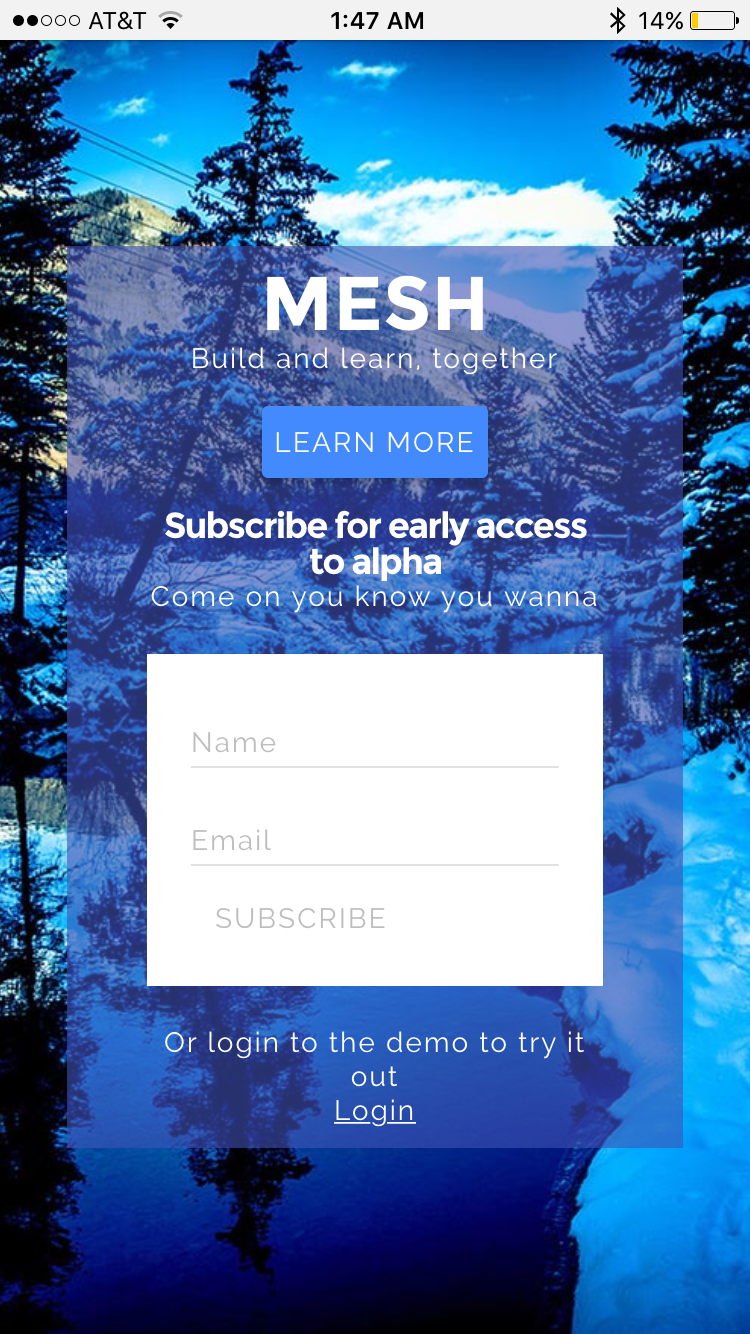 AT&T 1:47 AM 14%
MESH
Build and learn, together
LEARN MORE
Subscribe for early access
to alpha
Come on you know you wanna
Name
Email
SUBSCRIBE
Or login to the demo to try it
out
Login